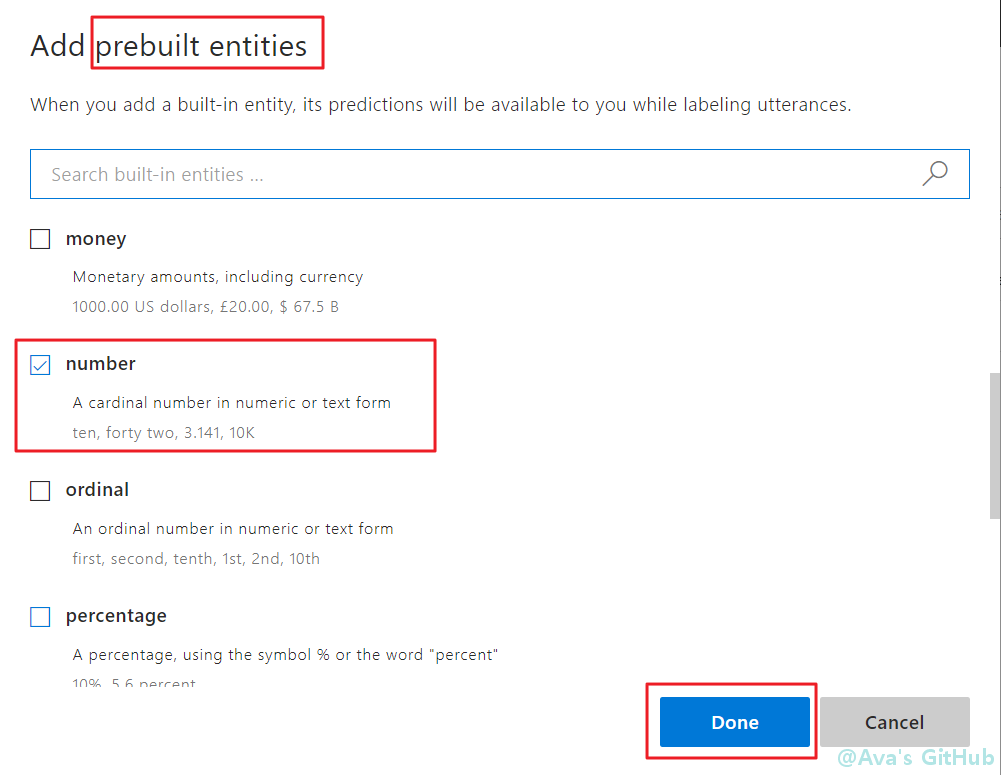 Add prebuilt entities
When you add a built-in entity, its predictions will be available to you while labeling utterances.
Search built-in entities ...
money
Monetary amounts, including currency
1000.00 US dollars, £20.00, $ 67.5 B
number
A cardinal number in numeric or text form
ten, forty two, 3.141, 10K
ordinal
An ordinal number in numeric or text form
first, second, tenth, 1st, 2nd, 10th
percentage
A percentage, using the symbol % or the word "percent"
10%, 5.6 percent
Done Cancel
@Ava's GitHub